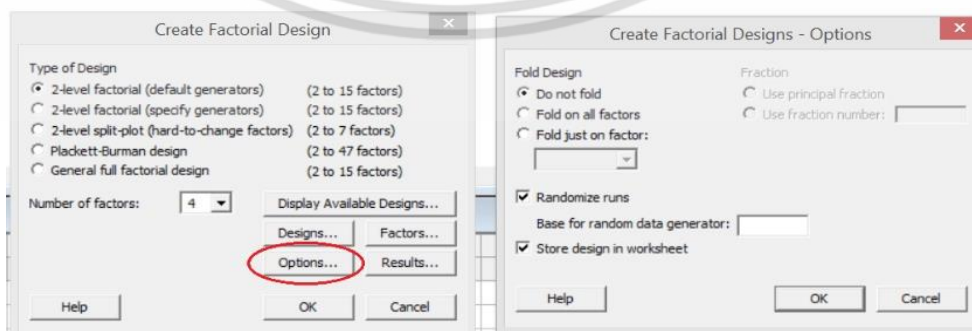 Create Factorial Design
Type of Design
2-level factorial (default generators) (2 to 15 factors)
2-level factorial (specify generators) (2 to 15 factors)
2-level split-plot (hard-to-change factors) (2 to 7 factors)
Plackett-Burman design (2 to 47 factors)
General full factorial design (2 to 15 factors)
Number of factors: 4 Display Available Designs...
Designs... Factors...
Options... Results...
Help OK Cancel
Create Factorial Designs - Options
Fold Design Fraction
Do not fold Use principal fraction
Fold on all factors Use fraction number:
Fold just on factor:
Randomize runs
Base for random data generator:
Store design in worksheet
Help OK Cancel